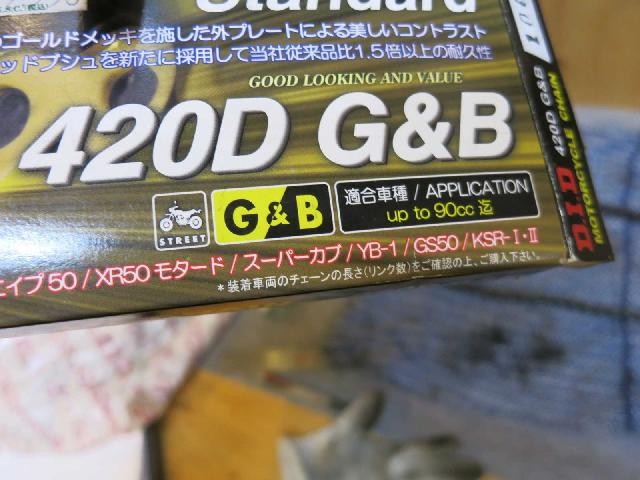 Standard
ゴールドメッキを施した外プレートによる美しいコントラスト
ッドブシュを新たに採用して当社従来品比1.5倍以上の耐久性
GOOD LOOKING AND VALUE
420D G&B
STREET
G&B
適合車種 / APPLICATION
up to 90cc 迄
エイプ50 / XR50 モタード / スーパーカブ / YB-1 / GS50 / KSR-I・II
*装着車両のチェーンの長さ(リンク数)をご確認の上、ご購入下さい。
D.I.D 420D G&B
MOTORCYCLE CHAIN